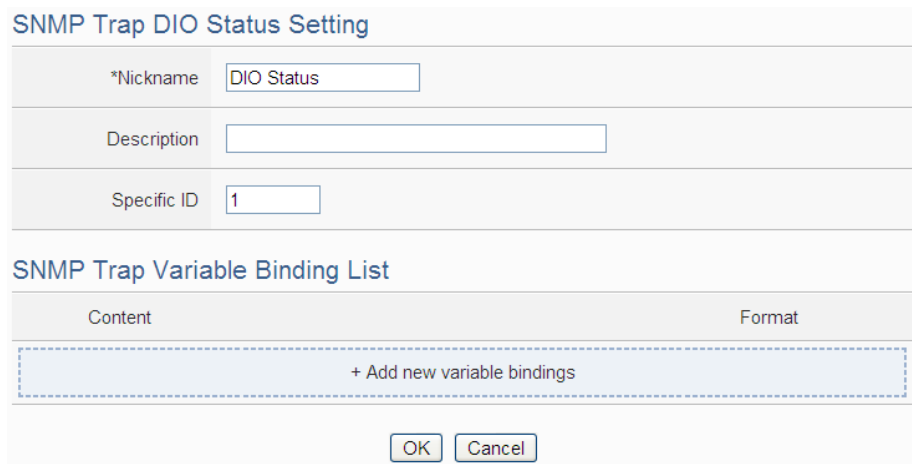 SNMP Trap DIO Status Setting
*Nickname DIO Status
Description
Specific ID 1
SNMP Trap Variable Binding List
Content Format
+ Add new variable bindings
OK Cancel